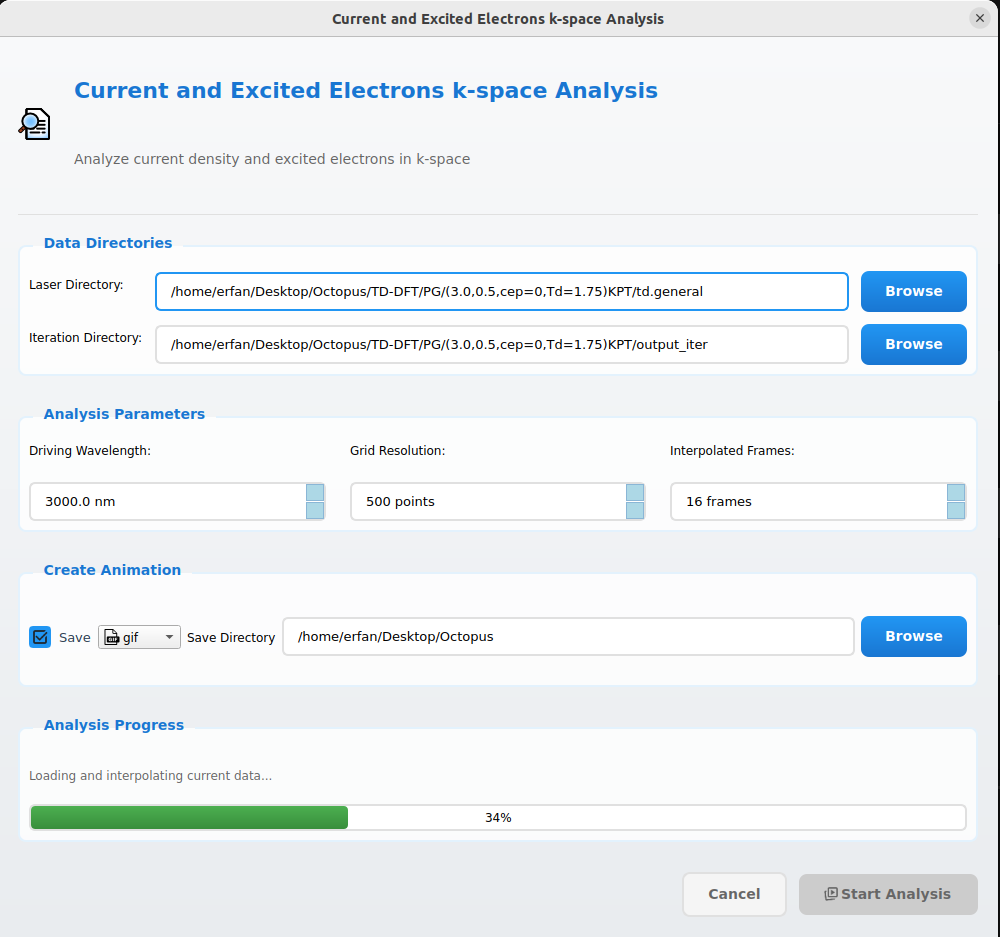 Current and Excited Electrons k-space Analysis
Current and Excited Electrons k-space Analysis
Analyze current density and excited electrons in k-space
Data Directories
Laser Directory:
/home/erfan/Desktop/Octopus/TD-DFT/PG/(3.0,0.5,cep=0,Td=1.75)KPT/td.general
Browse
Iteration Directory:
/home/erfan/Desktop/Octopus/TD-DFT/PG/(3.0,0.5,cep=0,Td=1.75)KPT/output_iter
Browse
Analysis Parameters
Driving Wavelength:
Grid Resolution:
Interpolated Frames:
3000.0 nm
500 points
16 frames
Create Animation
Save
GIF
gif
Save Directory
/home/erfan/Desktop/Octopus
Browse
Analysis Progress
Loading and interpolating current data...
34%
Cancel
Start Analysis